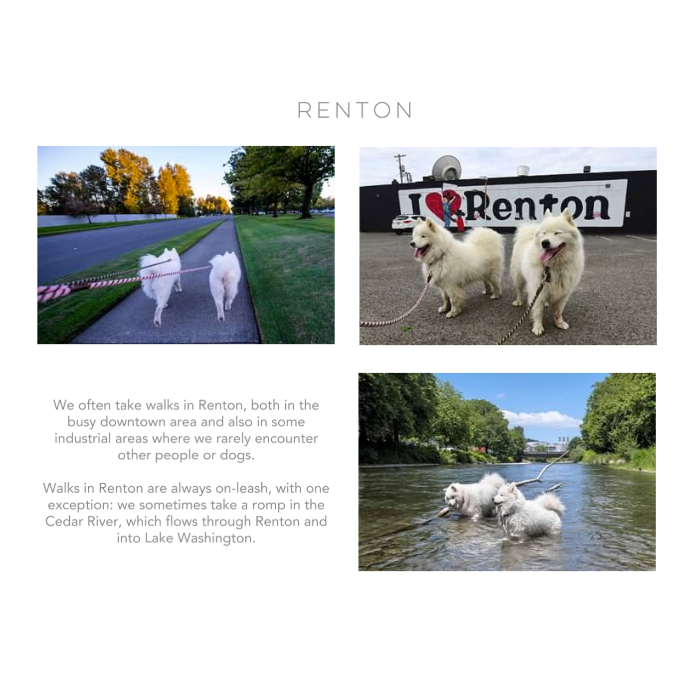 RENTON
I Renton
We often take walks in Renton, both in the
busy downtown area and also in some
industrial areas where we rarely encounter
other people or dogs.
Walks in Renton are always on-leash, with one
exception: we sometimes take a romp in the
Cedar River, which flows through Renton and
into Lake Washington.